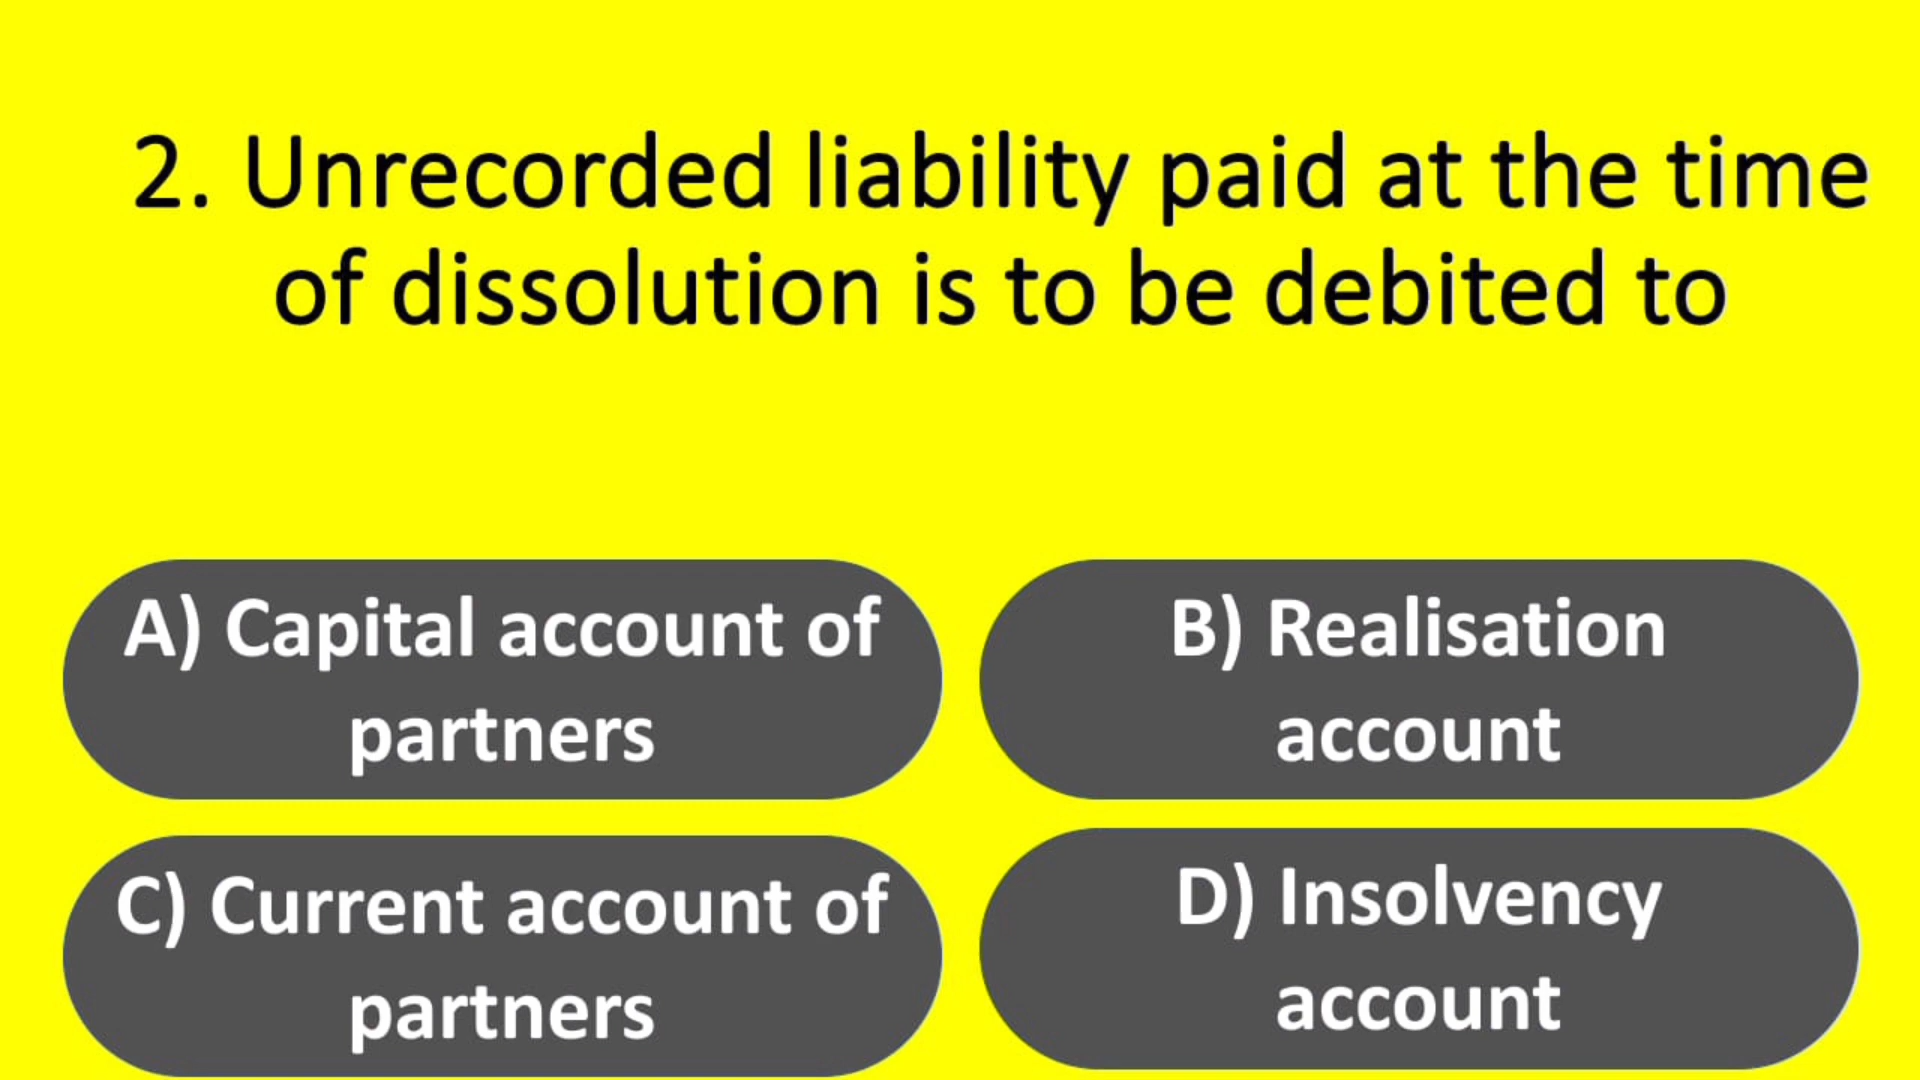 2. Unrecorded liability paid at the time
of dissolution is to be debited to
A) Capital account of
partners
B) Realisation
account
C) Current account of
partners
D) Insolvency
account